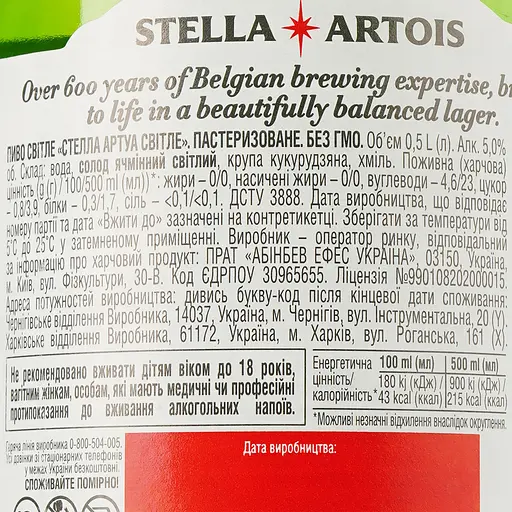 STELLA ARTOIS
Over 600 years of Belgian brewing expertise,
to life in a beautifully balanced lager.
ПИВО СВІТЛЕ «СТЕЛЛА АРТУА СВІТЛЕ». ПАСТЕРИЗОВАНЕ. БЕЗ ГМО. Об'єм 0,5 L (л). Алк. 5,0%
об. Склад: вода, солод ячмінний світлий, крупа кукурудзяна, хміль. Поживна (харчова)
цінність (g (г) / 100/500 ml (мл))*: жири – 0/0, насичені жири – 0/0, вуглеводи – 4,6/23, цукор
– 0,8/3,9, білки – 0,3/1,7, сіль – <0,1/<0,1. ДСТУ 3888. Дата виробництва, що відповідає
номеру партії та дата «Вжити до» зазначені на контретикетці. Зберігати за температури від
5°C до 25°C у затемненому приміщенні. Виробник – оператор ринку, відповідальний
за інформацію про харчовий продукт: ПРАТ «АБІНБЕВ ЕФЕС УКРАЇНА», 03150, Україна,
м. Київ, вул. Фізкультури, 30-В. Код ЄДРПОУ 30965655. Ліцензія №990108202000015.
Адреса потужностей виробництва: дивись букву-код після кінцевої дати споживання:
Чернігівське відділення Виробника, 14037, Україна, м. Чернігів, вул. Інструментальна, 20 (Y).
Харківське відділення Виробника, 61172, Україна, м. Харків, вул. Роганська, 161 (X).
Не рекомендовано вживати дітям віком до 18 років,
вагітним жінкам, особам, які мають медичні чи професійні
протипоказання до вживання алкогольних напоїв.
Енергетична 100 ml (мл) 500 ml (мл)
цінність/ 180 kj (кДж) / 900 kj (кДж) /
калорійність* 43 kcal (ккал) 215 kcal (ккал)
*Можливі незначні відхилення внаслідок округлення.
Гаряча лінія виробника 0-800-504-005.
Усі дзвінки зі стаціонарних телефонів
у межах України безкоштовні.
СПОЖИВАЙТЕ ПОМІРНО!
Дата виробництва: